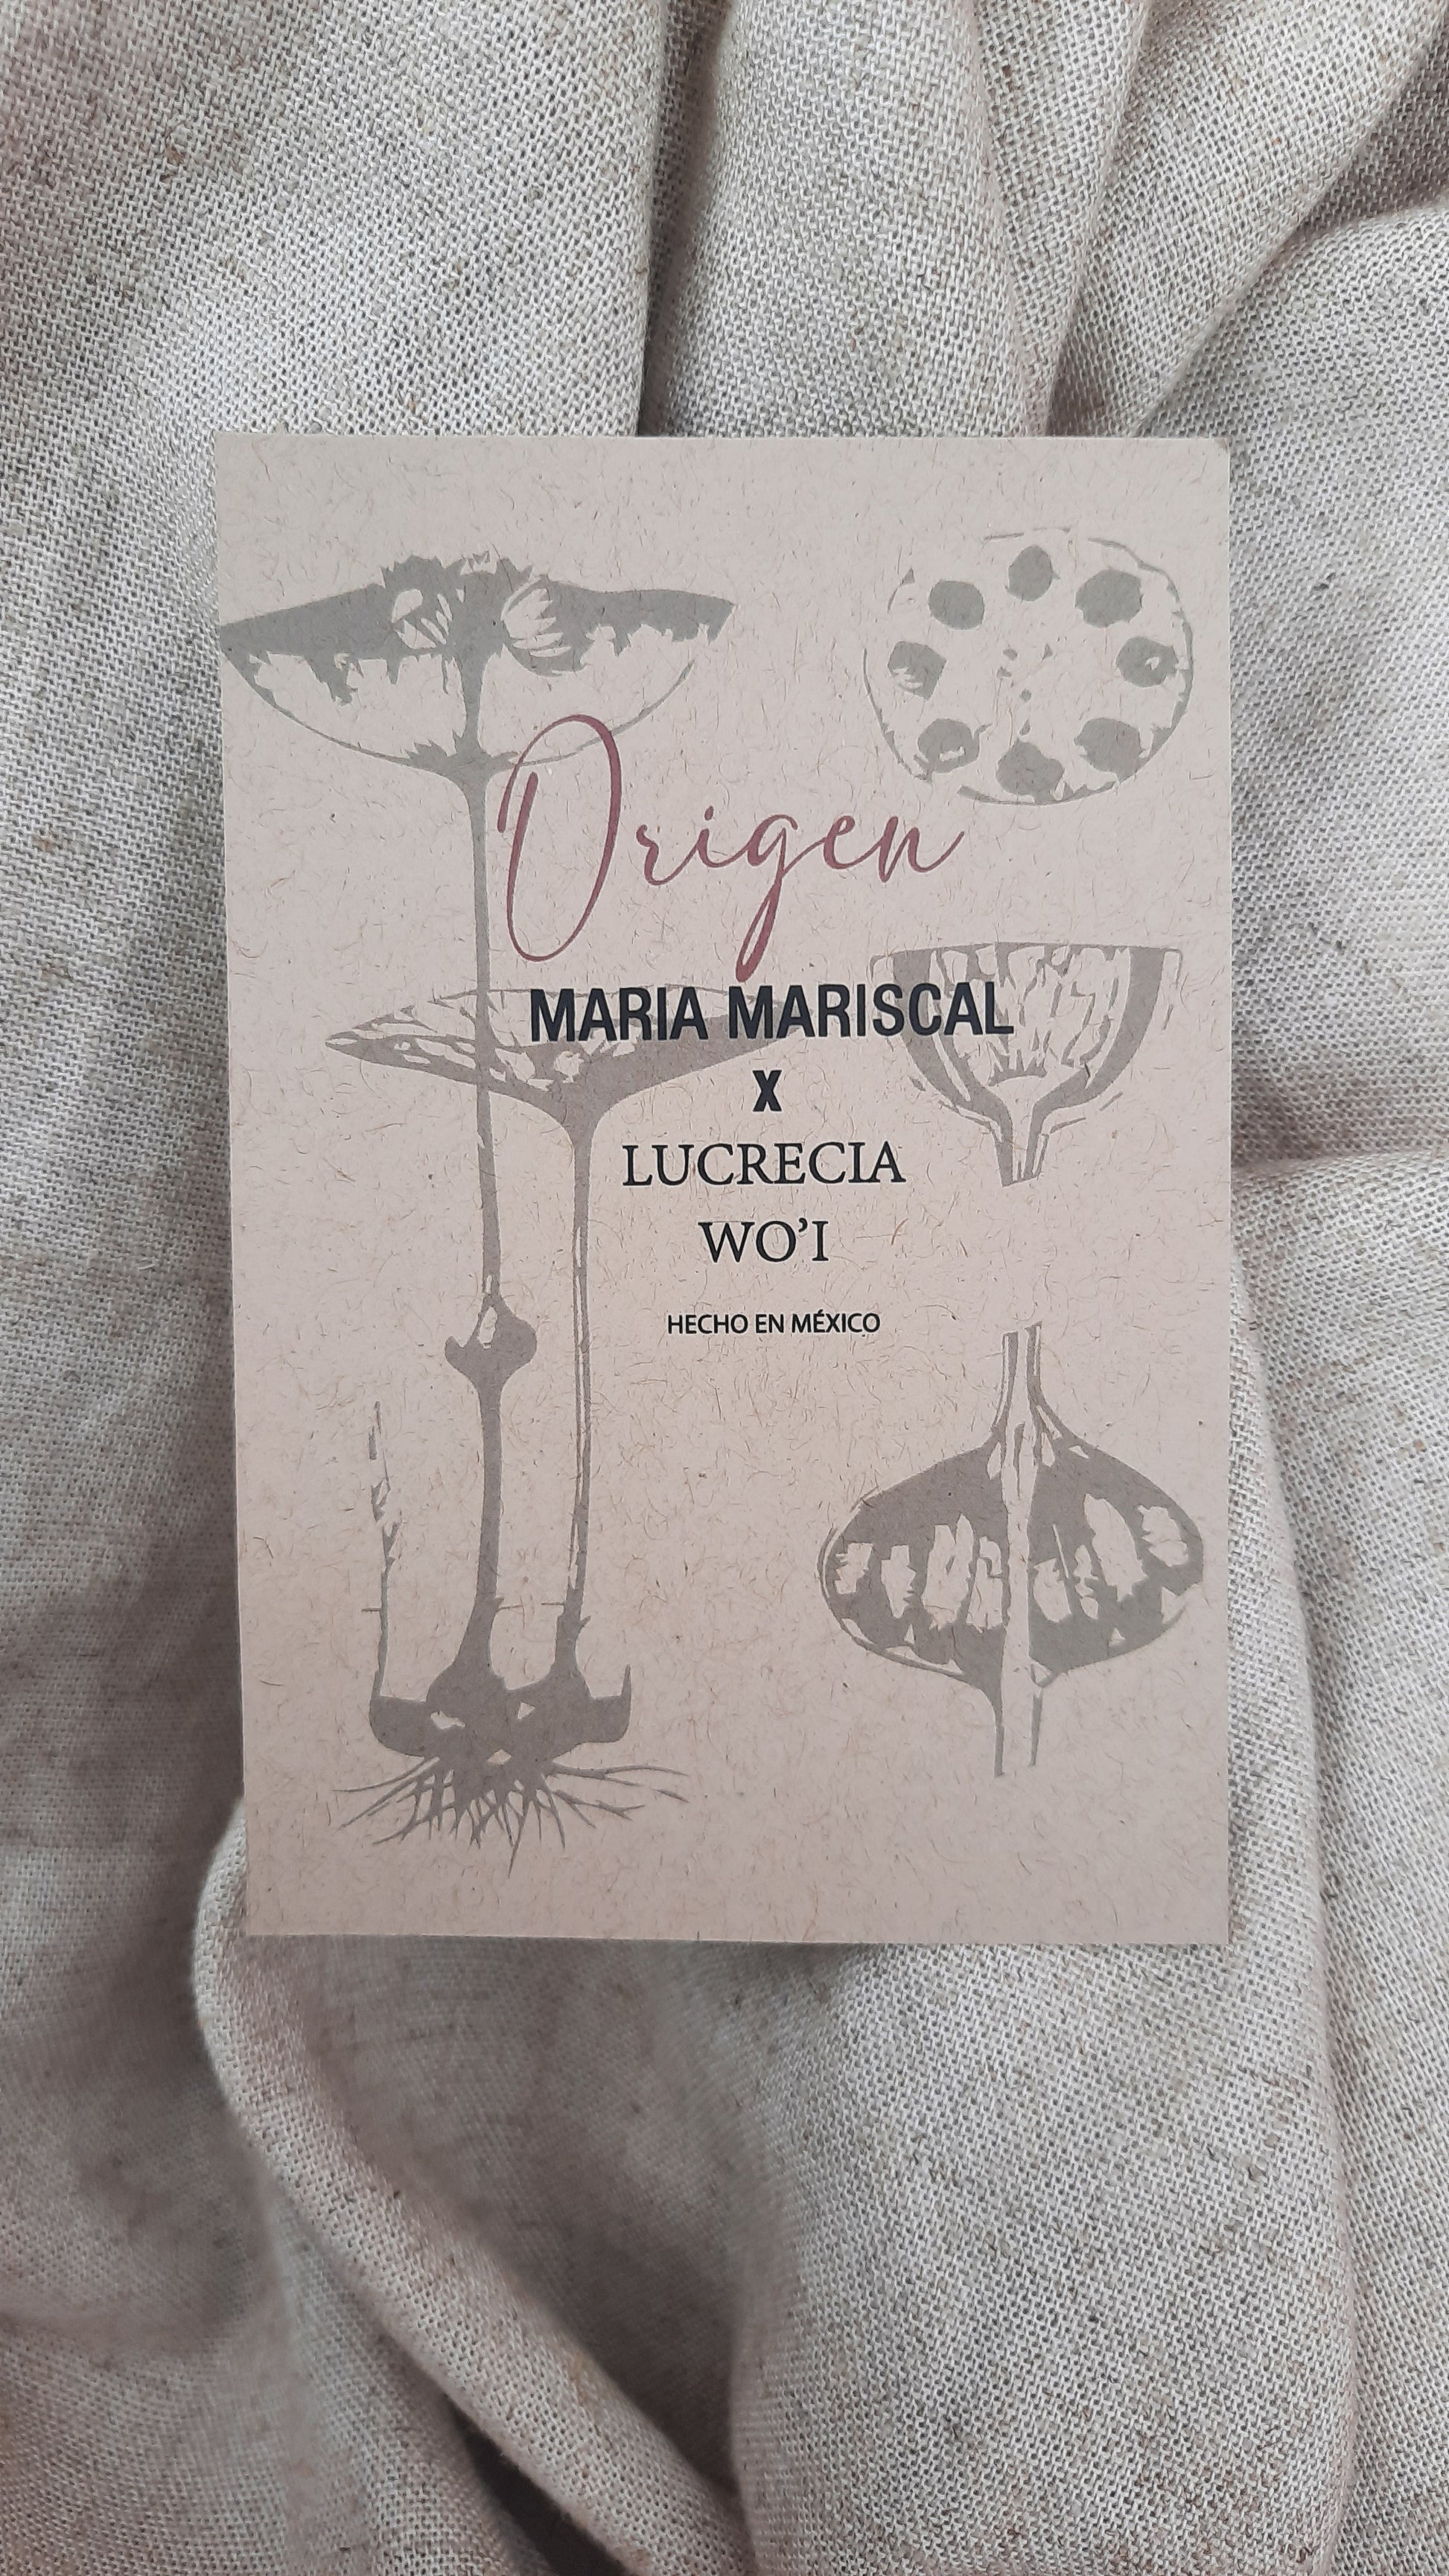 Origen
MARIA MARISCAL
X
LUCRECIA
WO’I
HECHO EN MÉXICO